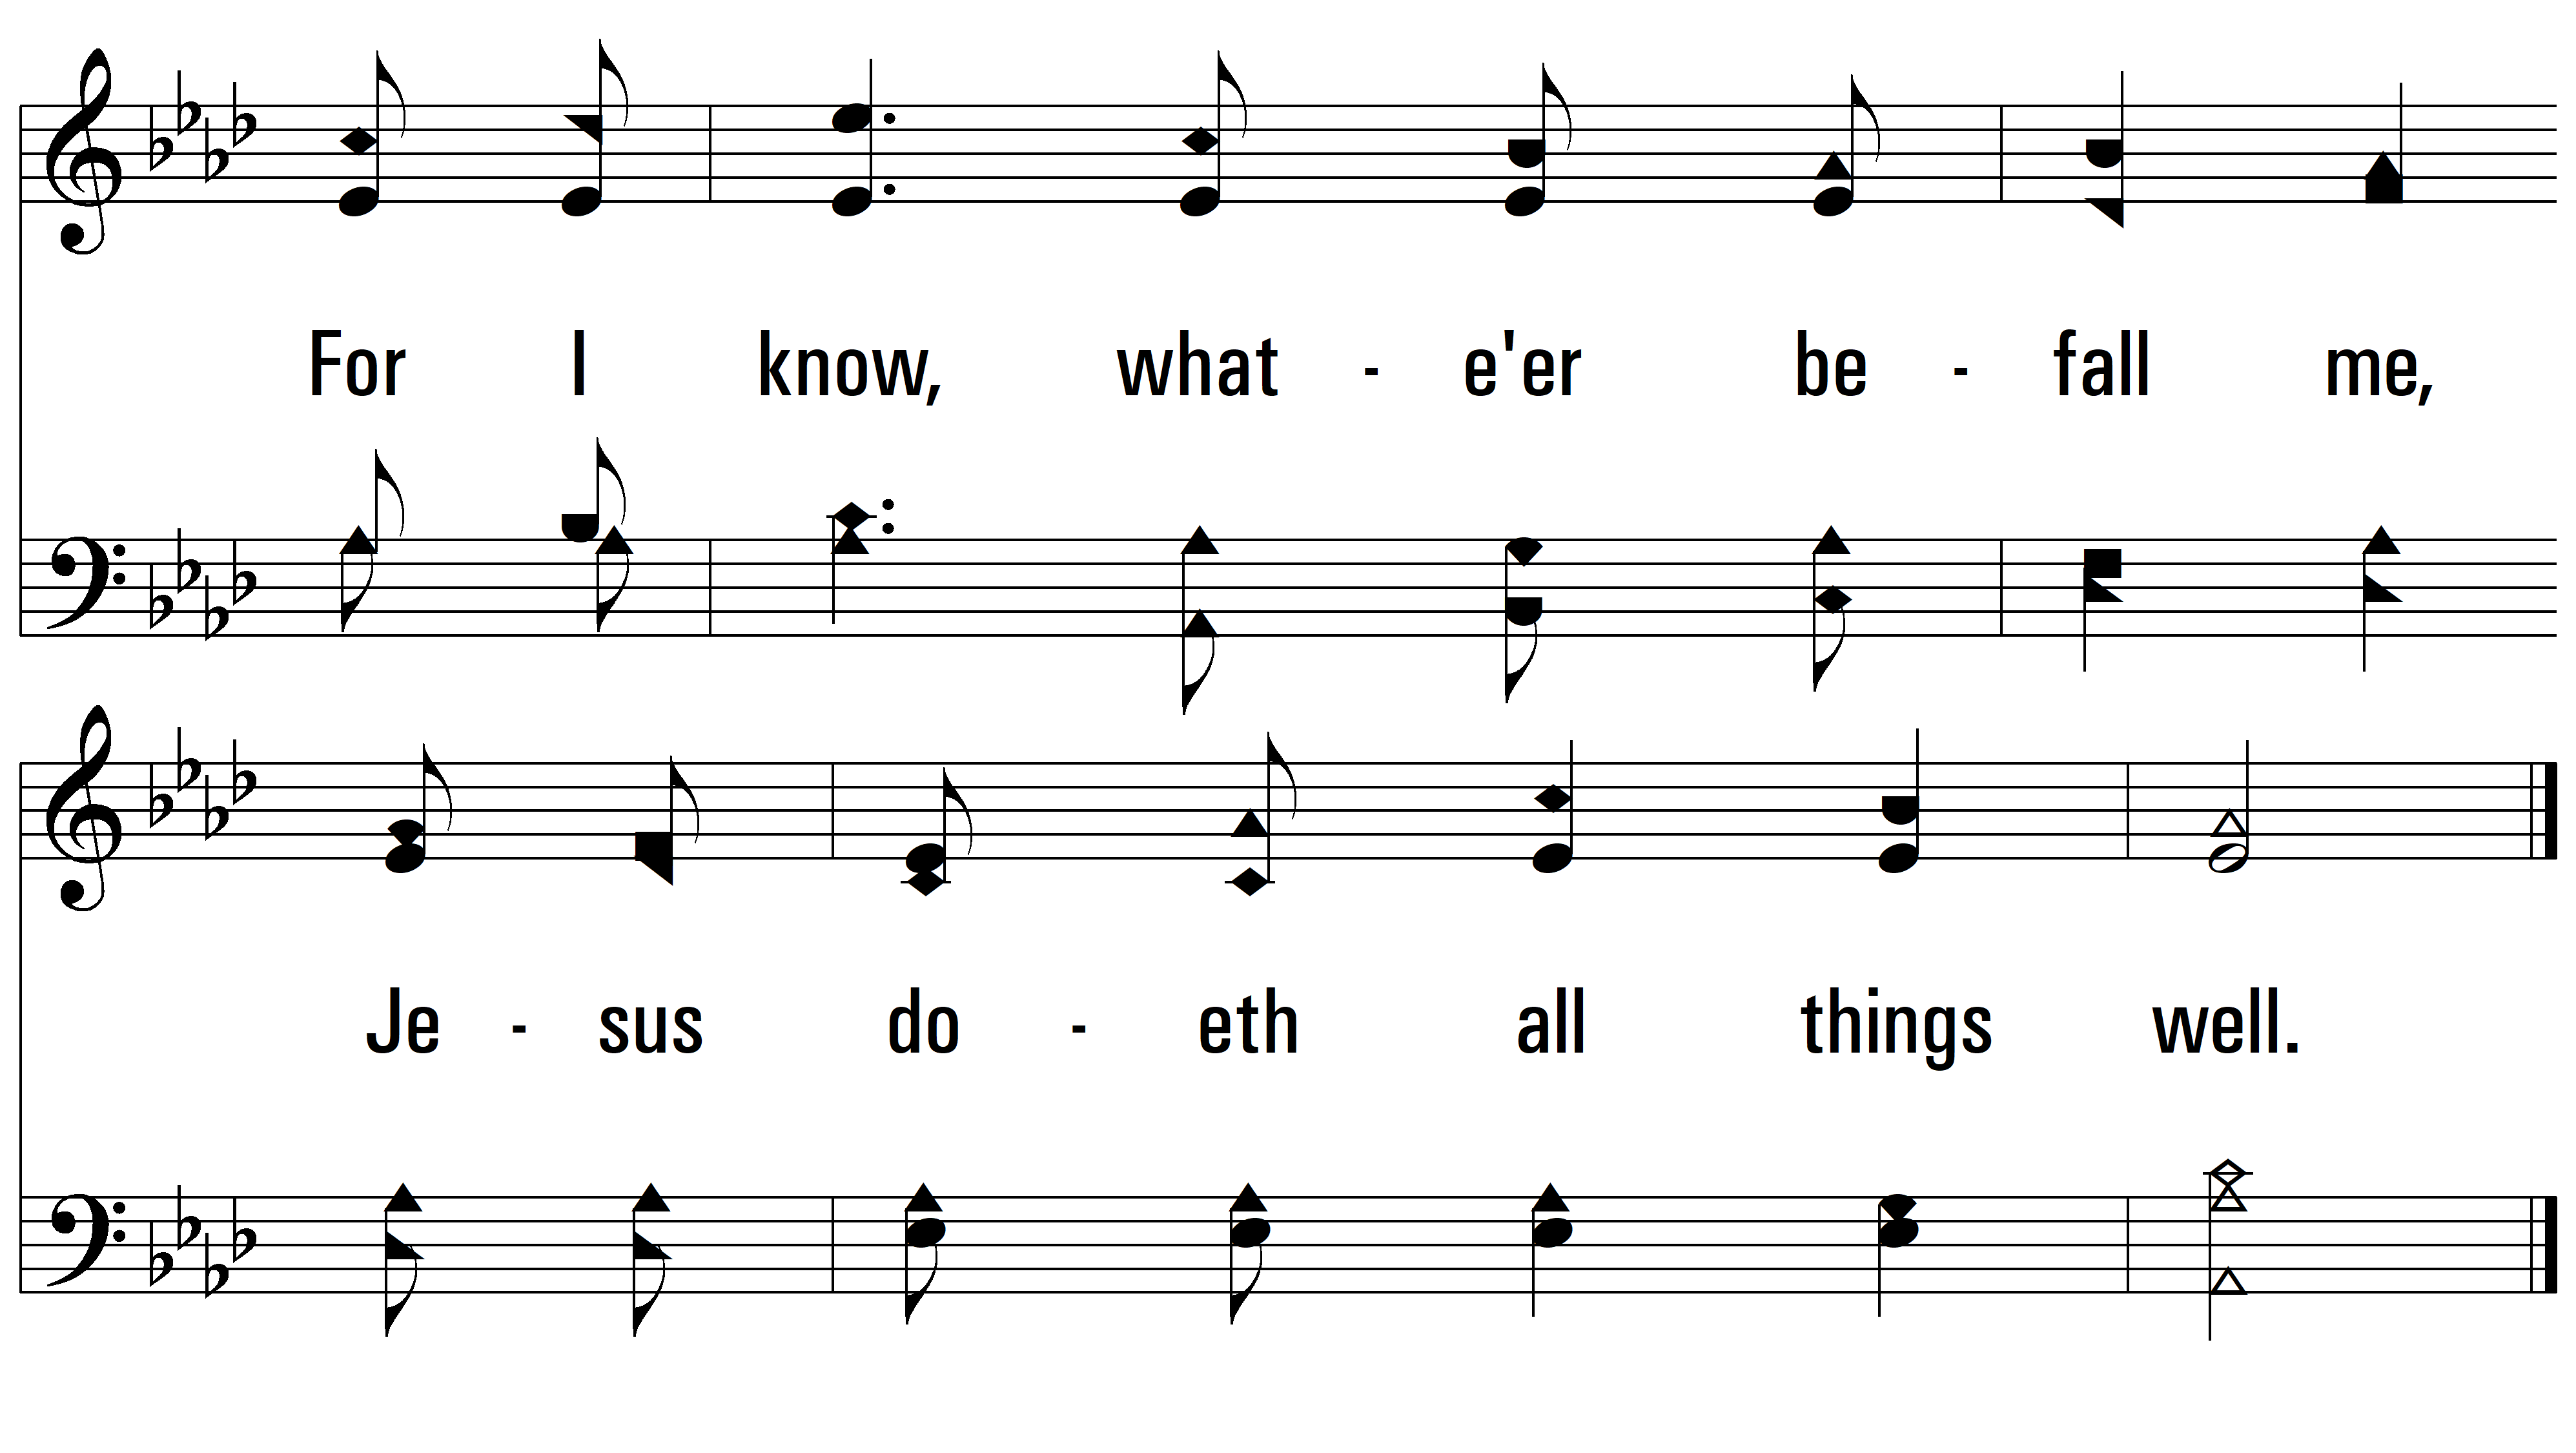 For I know, what - e'er be - fall me,
Je - sus do - eth all things well.